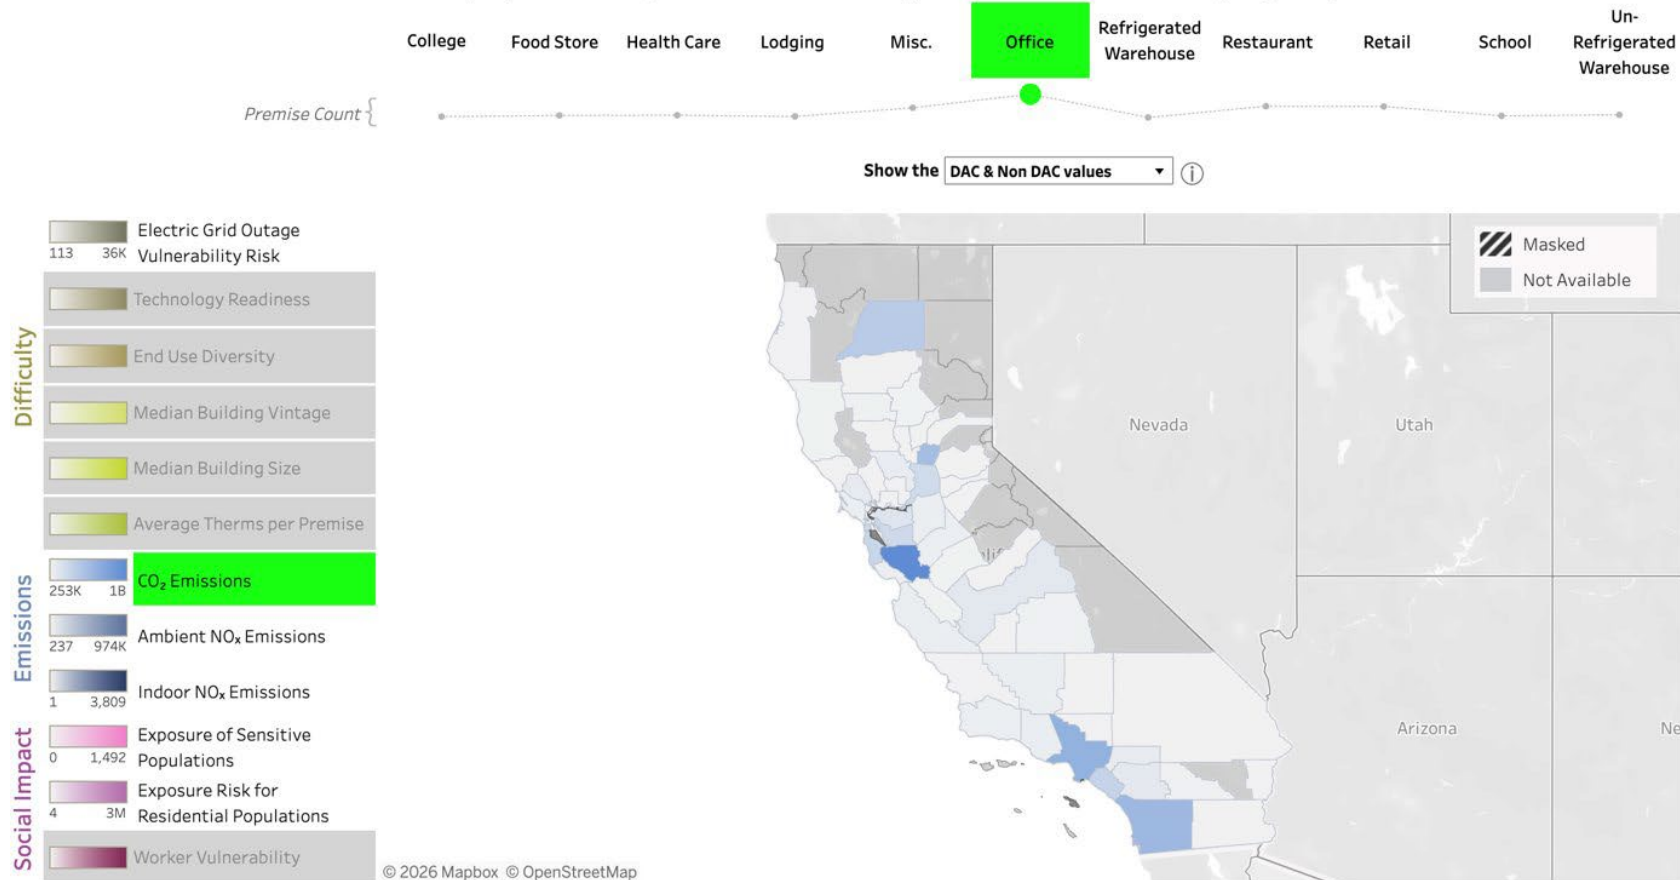 College
Food Store
Health Care
Lodging
Misc.
Office
Refrigerated
Warehouse
Restaurant
Retail
School
Un-
Refrigerated
Warehouse
Premise Count {
Show the DAC & Non DAC values
Difficulty
Electric Grid Outage
Vulnerability Risk
113 36K
Technology Readiness
End Use Diversity
Median Building Vintage
Median Building Size
Average Therms per Premise
Emissions
CO₂ Emissions
253K 1B
Ambient NOₓ Emissions
237 974K
Indoor NOₓ Emissions
1 3,809
Social Impact
Exposure of Sensitive
Populations
0 1,492
Exposure Risk for
Residential Populations
4 3M
Worker Vulnerability
Masked
Not Available
Nevada
Utah
Arizona
Ne
© 2026 Mapbox © OpenStreetMap